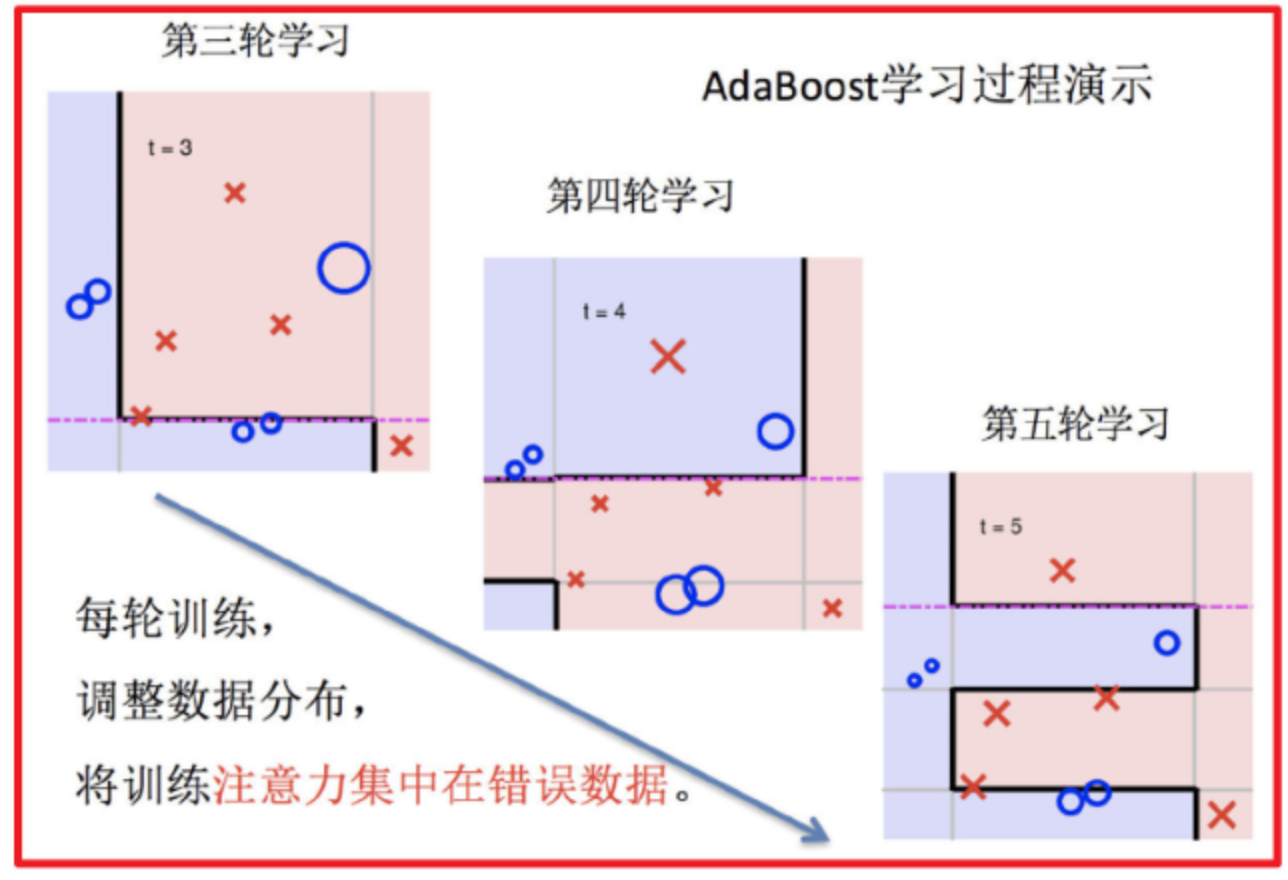 第三轮学习
AdaBoost学习过程演示
t = 3
第四轮学习
t = 4
第五轮学习
t = 5
每轮训练，
调整数据分布，
将训练注意力集中在错误数据。